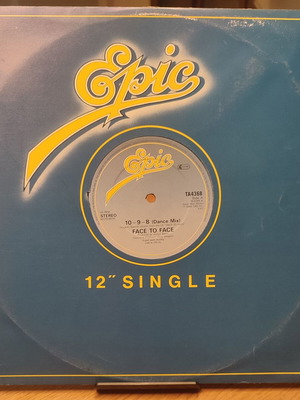 Epic
Epic
TA4368
STEREO
10-9-8 (Dance Mix)
FACE TO FACE
12" SINGLE